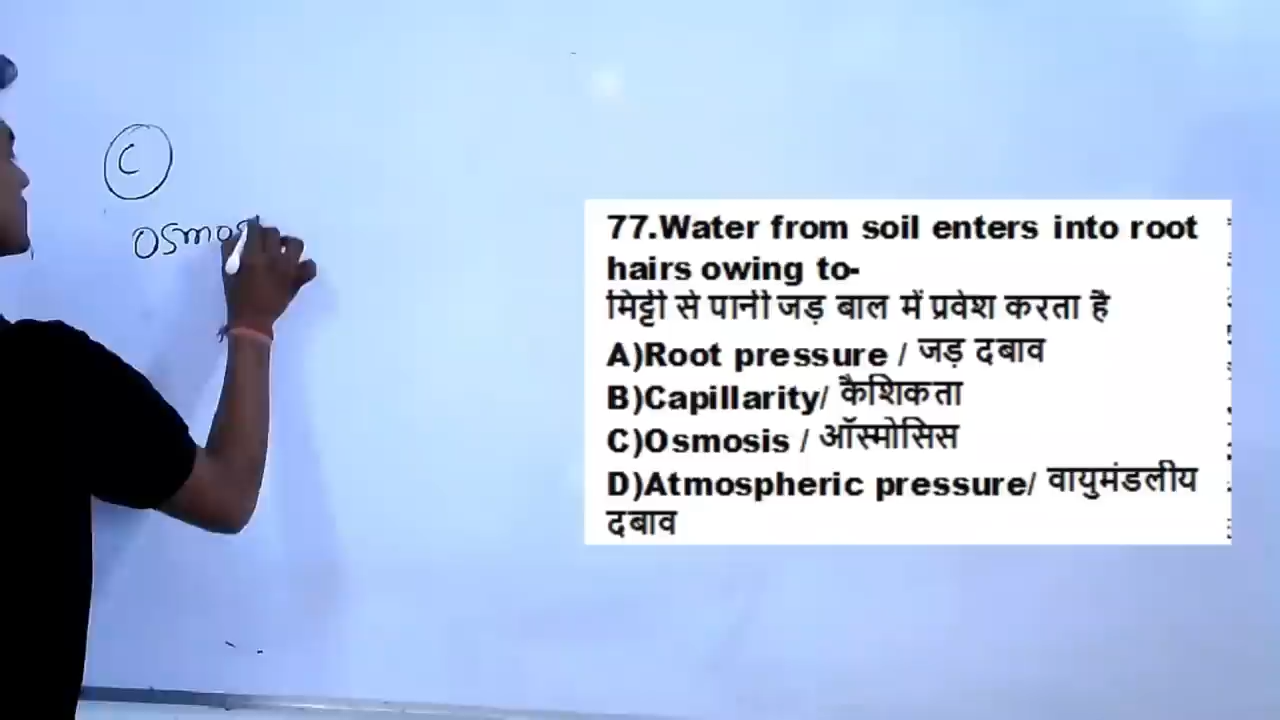 C
Osmos
77.Water from soil enters into root
hairs owing to-
मिट्टी से पानी जड़ बाल में प्रवेश करता है
A)Root pressure / जड़ दबाव
B)Capillarity/ कैशिकता
C)Osmosis / ऑस्मोसिस
D)Atmospheric pressure/ वायुमंडलीय
दबाव